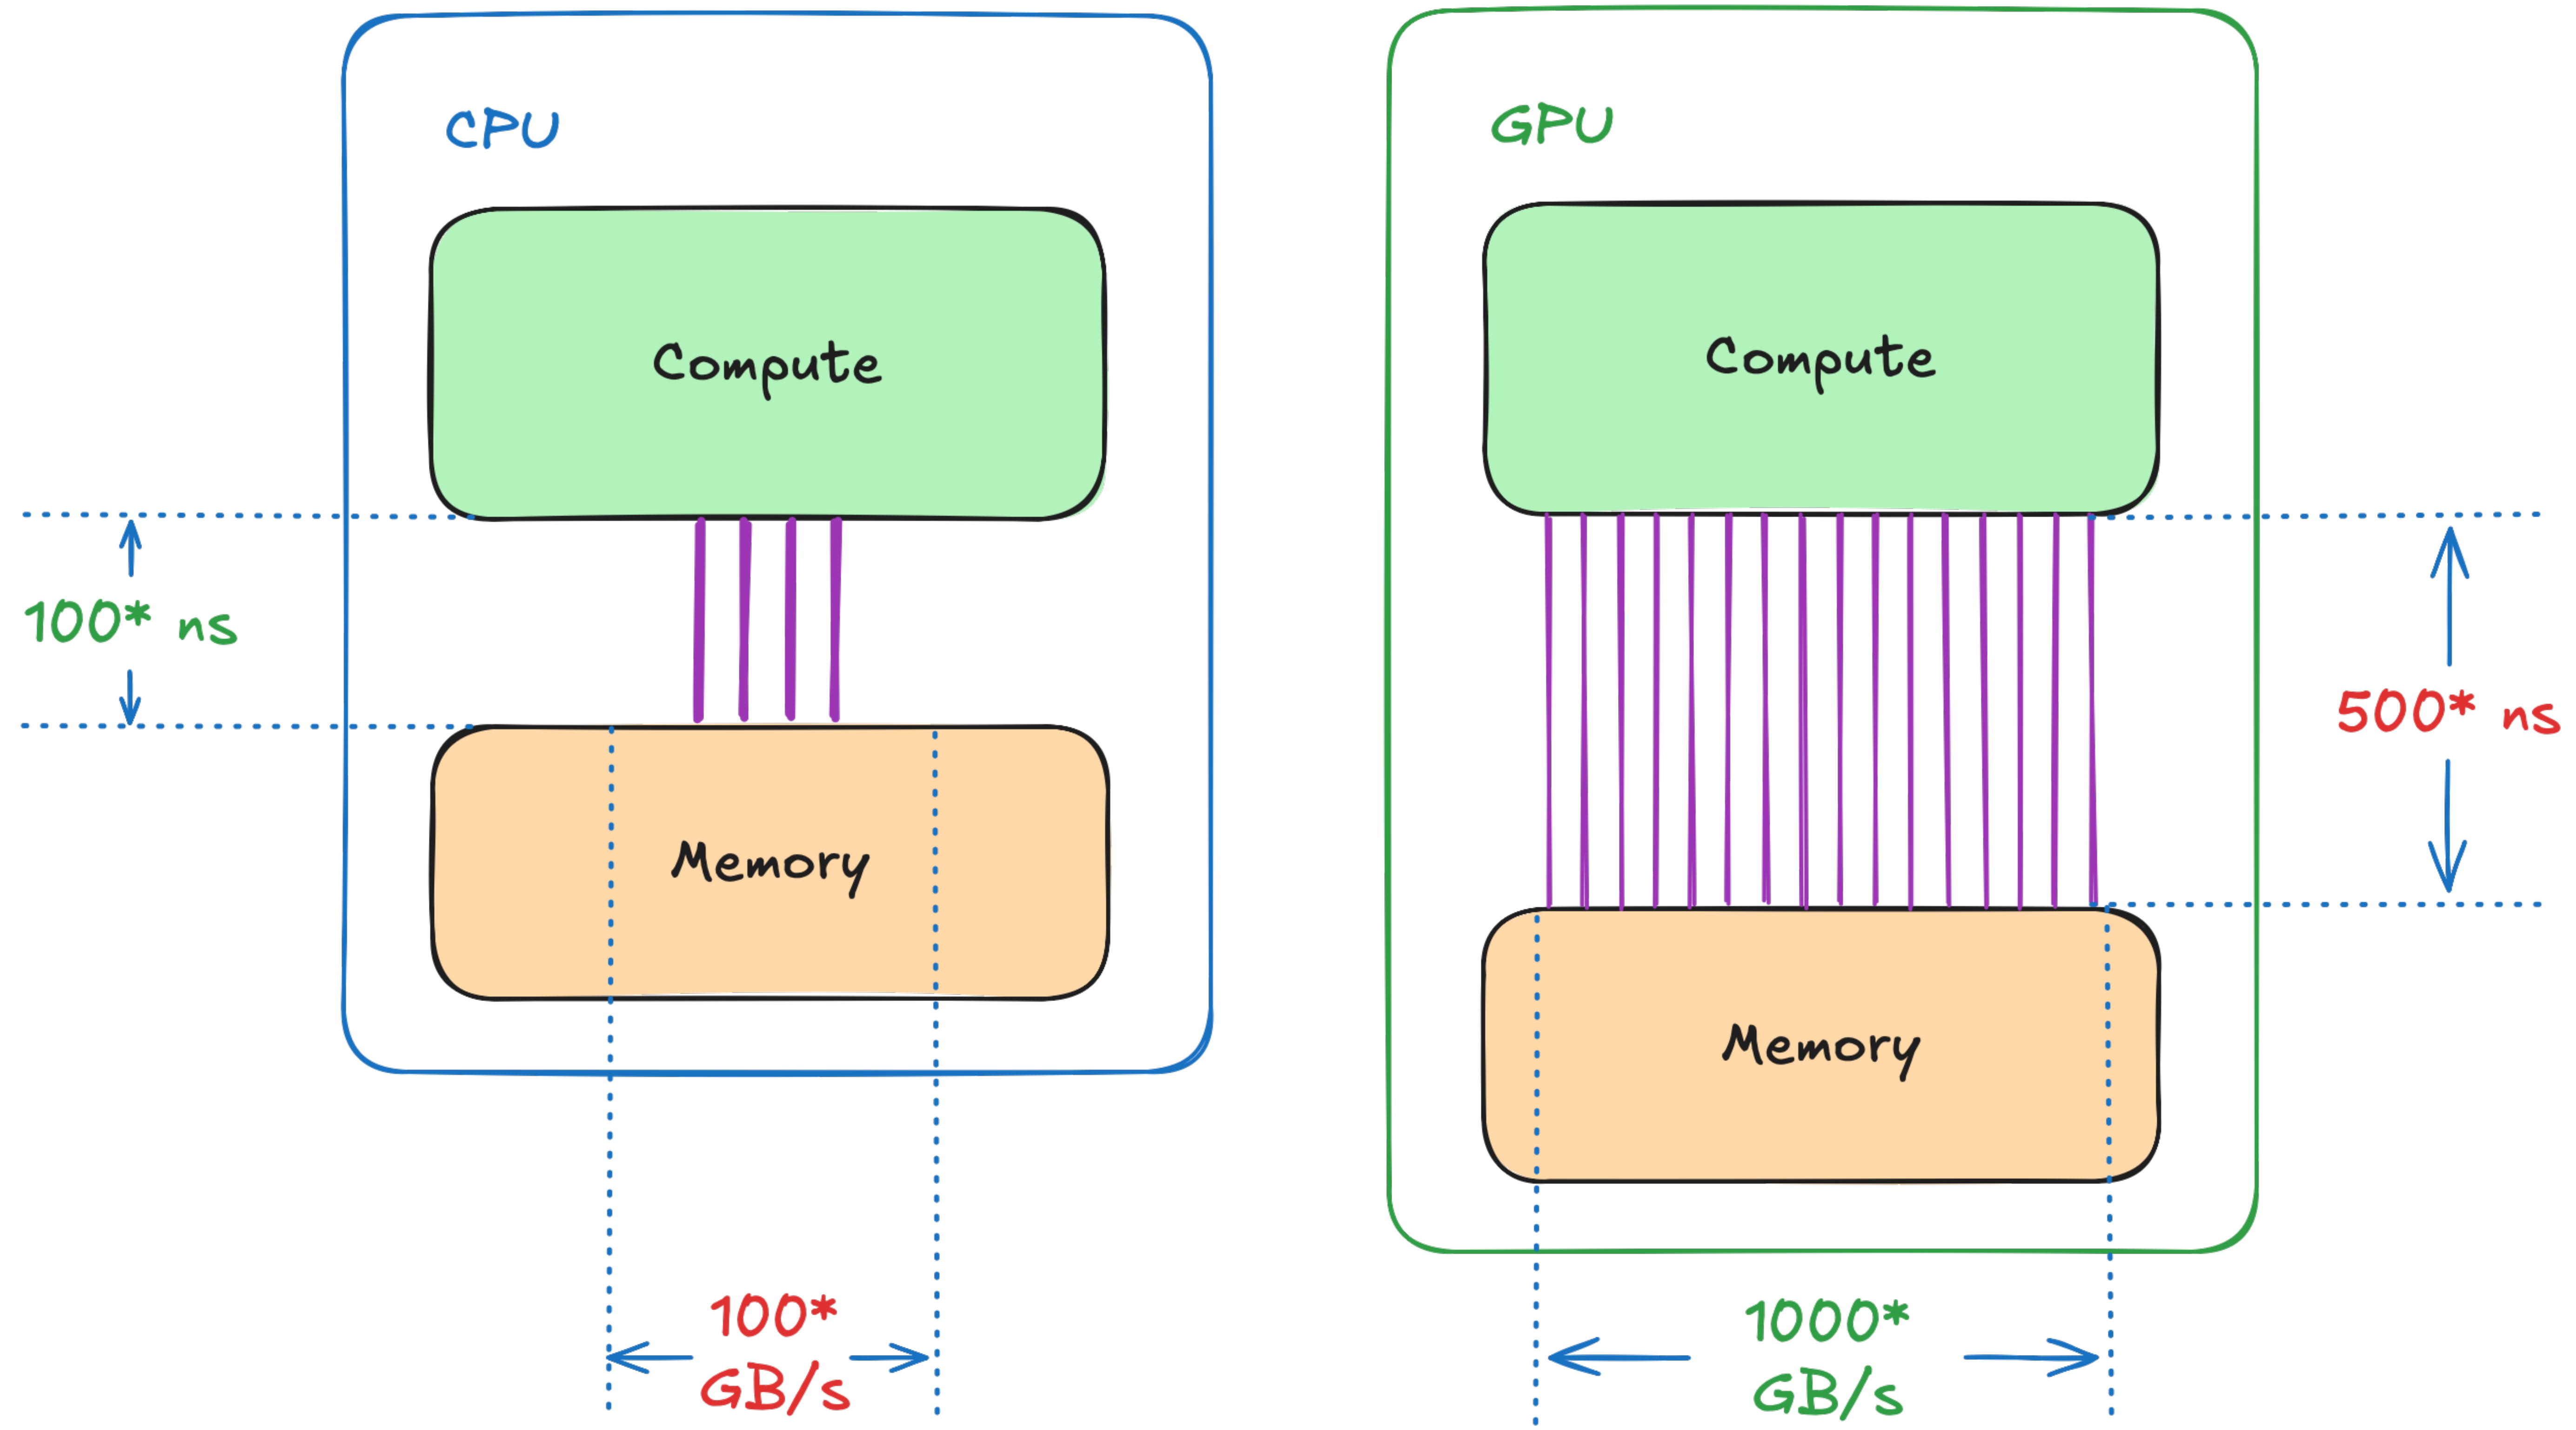 CPU
Compute
100* ns
Memory
100*
GB/s
GPU
Compute
500* ns
Memory
1000*
GB/s